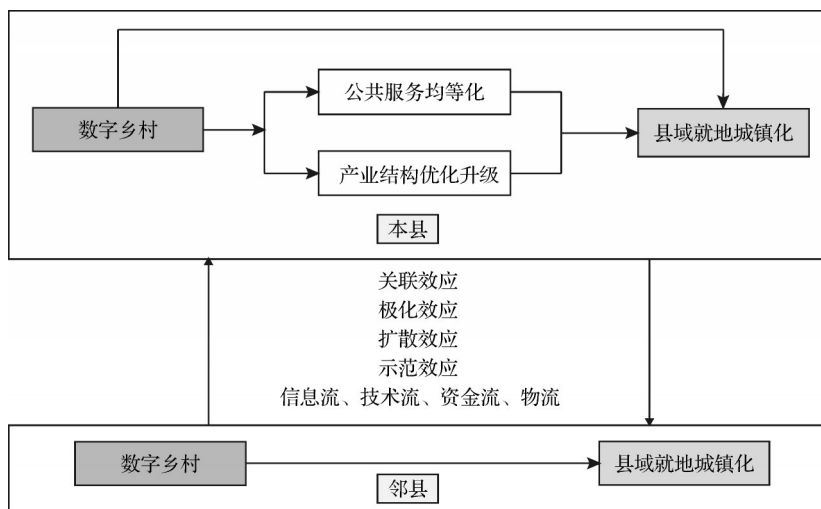 公共服务均等化
数字乡村
县域就地城镇化
产业结构优化升级
本县
关联效应
极化效应
扩散效应
示范效应
信息流、技术流、资金流、物流
数字乡村
县域就地城镇化
邻县